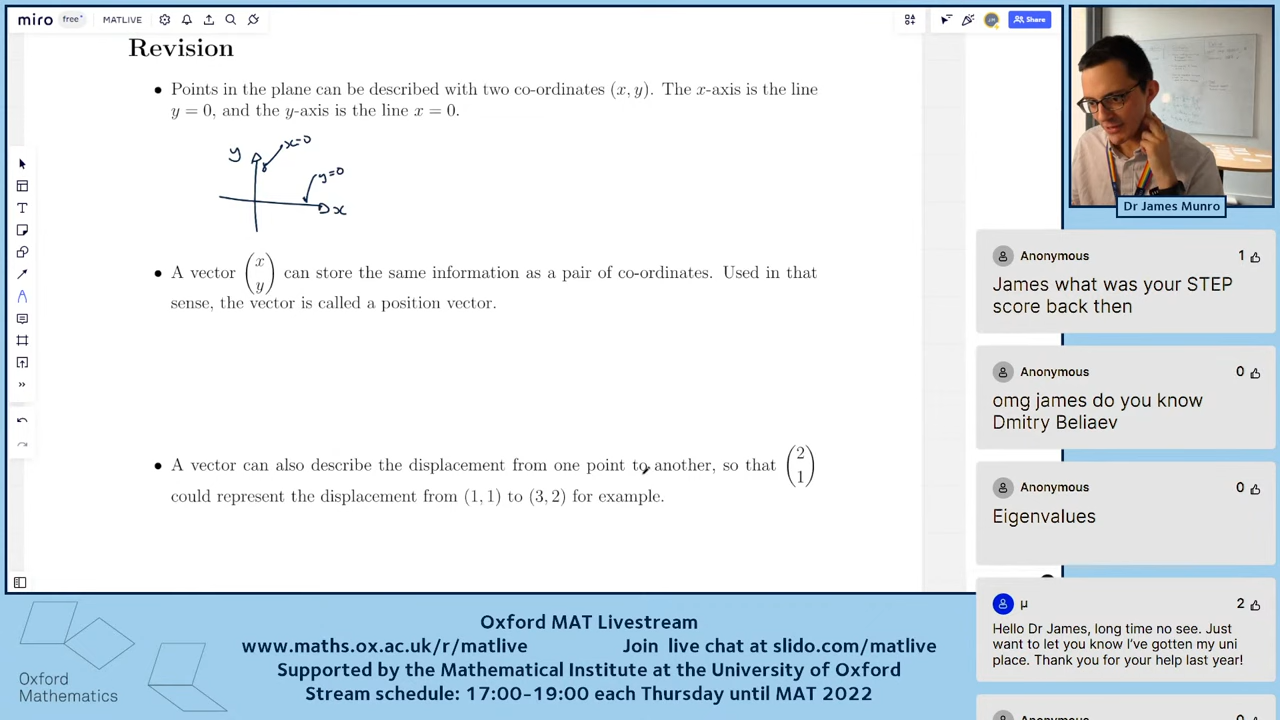 miro free MATLIVE Share
Revision
• Points in the plane can be described with two co-ordinates (x, y). The x-axis is the line
y = 0, and the y-axis is the line x = 0.
y
x=0
y=0
x
• A vector (x y) can store the same information as a pair of co-ordinates. Used in that
sense, the vector is called a position vector.
• A vector can also describe the displacement from one point to another, so that (2 1)
could represent the displacement from (1, 1) to (3, 2) for example.
Dr James Munro
Anonymous 1
James what was your STEP
score back then
Anonymous 0
omg james do you know
Dmitry Beliaev
Anonymous 0
Eigenvalues
μ 2
Hello Dr James, long time no see. Just
want to let you know I've gotten my uni
place. Thank you for your help last year!
Oxford
Mathematics
Oxford MAT Livestream
www.maths.ox.ac.uk/r/matlive Join live chat at slido.com/matlive
Supported by the Mathematical Institute at the University of Oxford
Stream schedule: 17:00-19:00 each Thursday until MAT 2022